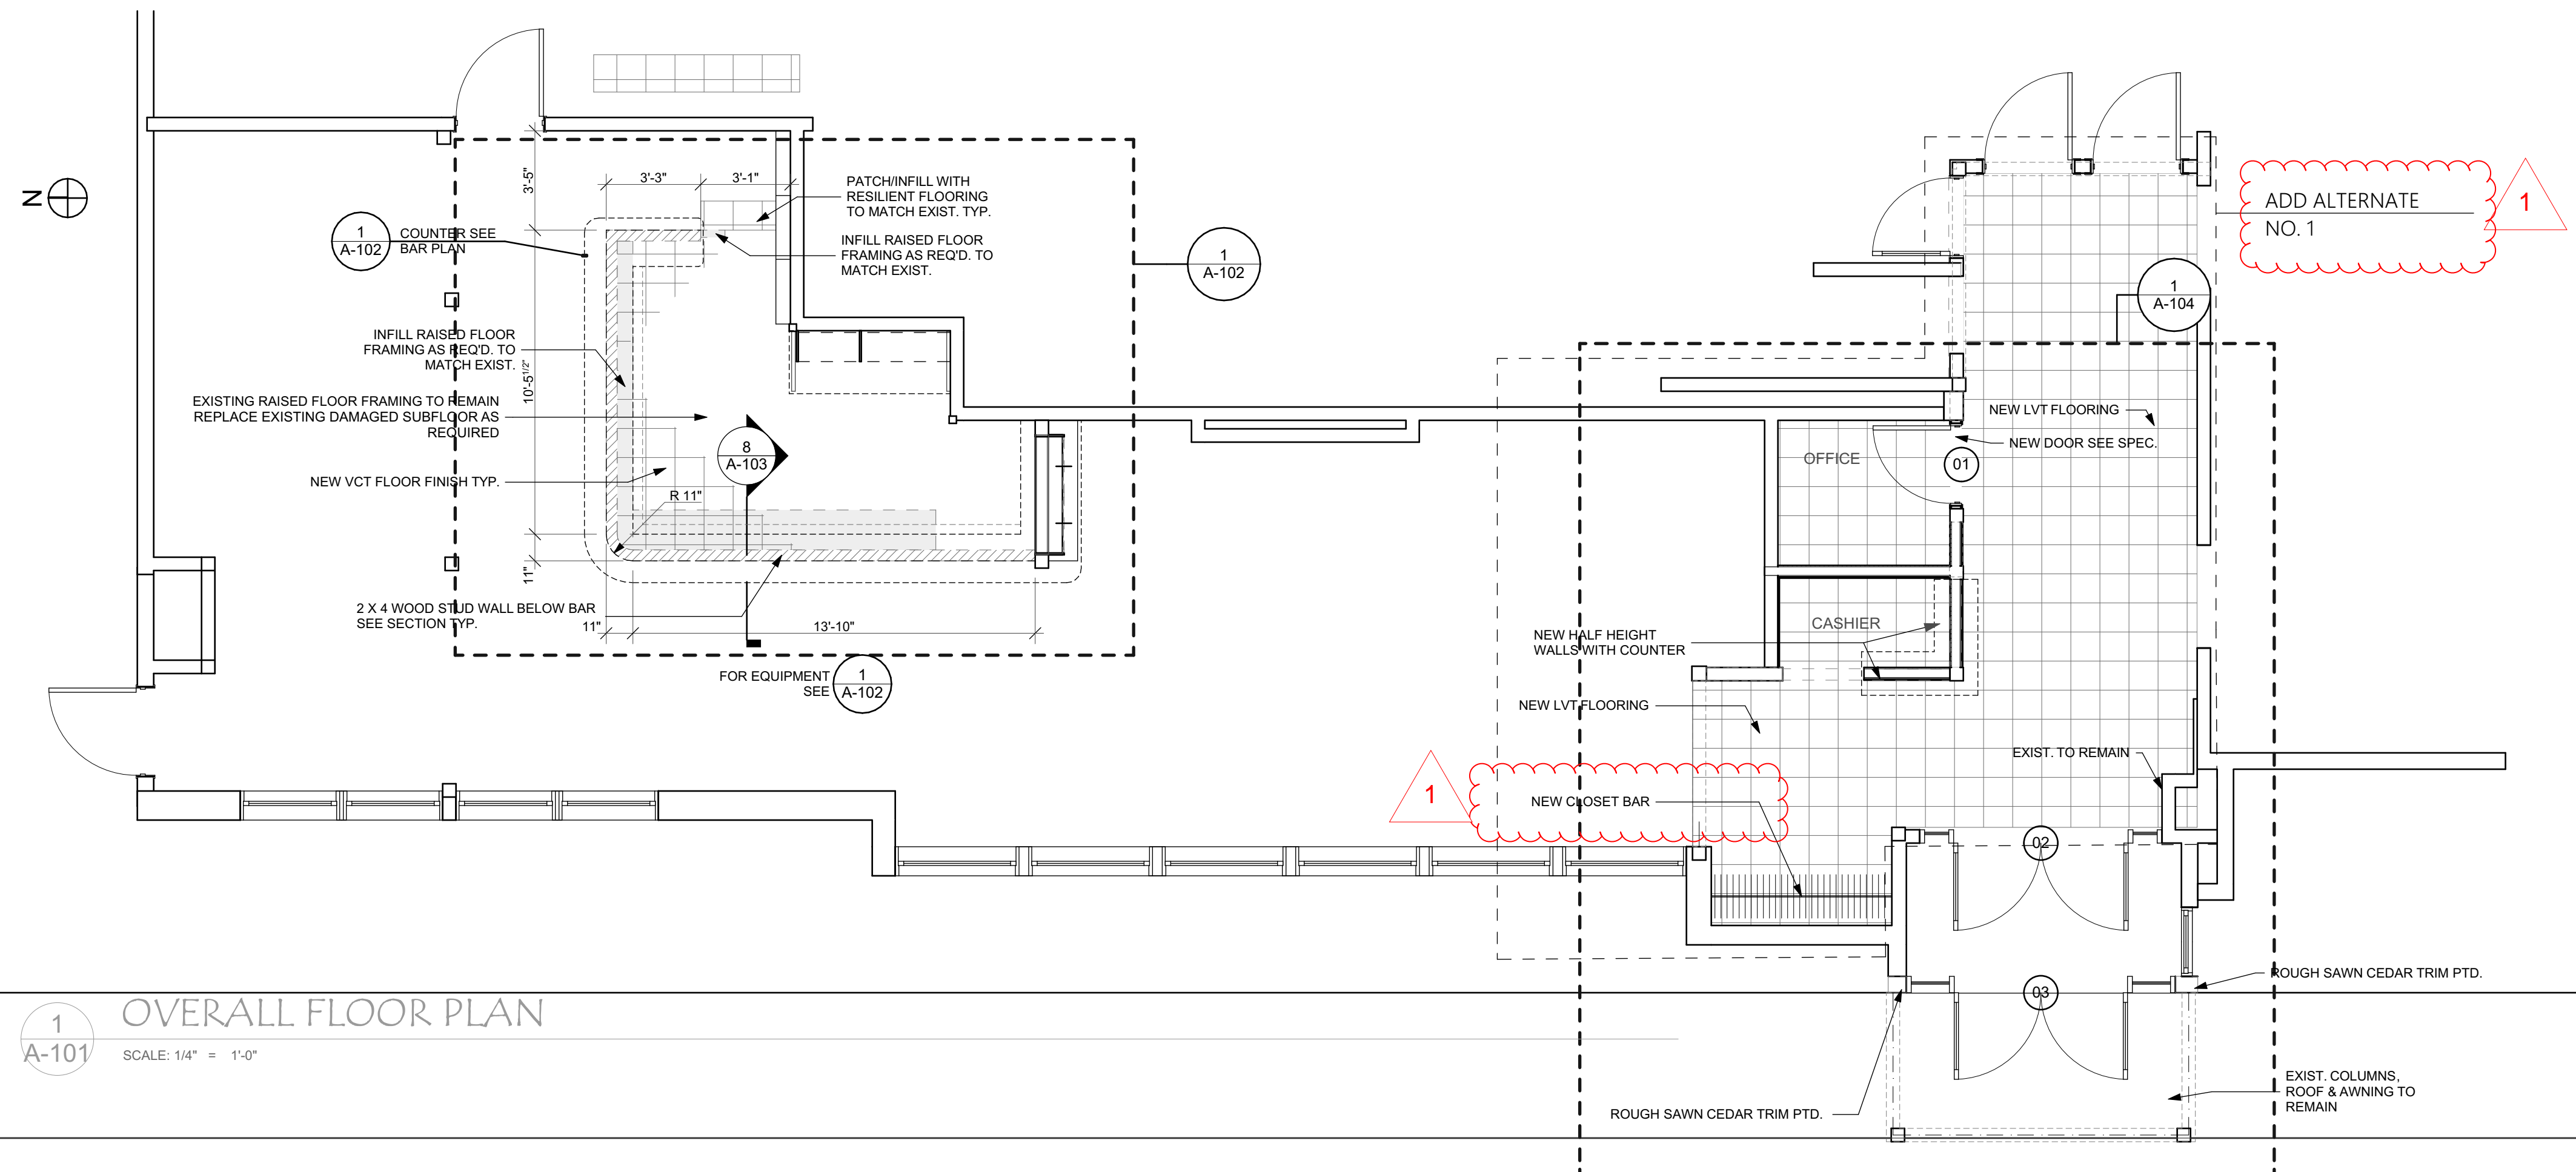 N
3'-5"
3'-3"
3'-1"
PATCH/INFILL WITH
RESILIENT FLOORING
TO MATCH EXIST. TYP.
1
A-102
COUNTER SEE
BAR PLAN
INFILL RAISED FLOOR
FRAMING AS REQ'D. TO
MATCH EXIST.
1
A-102
ADD ALTERNATE
NO. 1
1
1
A-104
INFILL RAISED FLOOR
FRAMING AS REQ'D. TO
MATCH EXIST.
10'-51/2"
EXISTING RAISED FLOOR FRAMING TO REMAIN
REPLACE EXISTING DAMAGED SUBFLOOR AS
REQUIRED
8
A-103
NEW VCT FLOOR FINISH TYP.
R 11"
11"
2 X 4 WOOD STUD WALL BELOW BAR
SEE SECTION TYP.
11"
13'-10"
FOR EQUIPMENT
SEE
1
A-102
NEW LVT FLOORING
NEW DOOR SEE SPEC.
OFFICE
01
CASHIER
NEW HALF HEIGHT
WALLS WITH COUNTER
NEW LVT FLOORING
EXIST. TO REMAIN
1
NEW CLOSET BAR
02
ROUGH SAWN CEDAR TRIM PTD.
03
1
A-101
OVERALL FLOOR PLAN
SCALE: 1/4" = 1'-0"
EXIST. COLUMNS,
ROOF & AWNING TO
REMAIN
ROUGH SAWN CEDAR TRIM PTD.